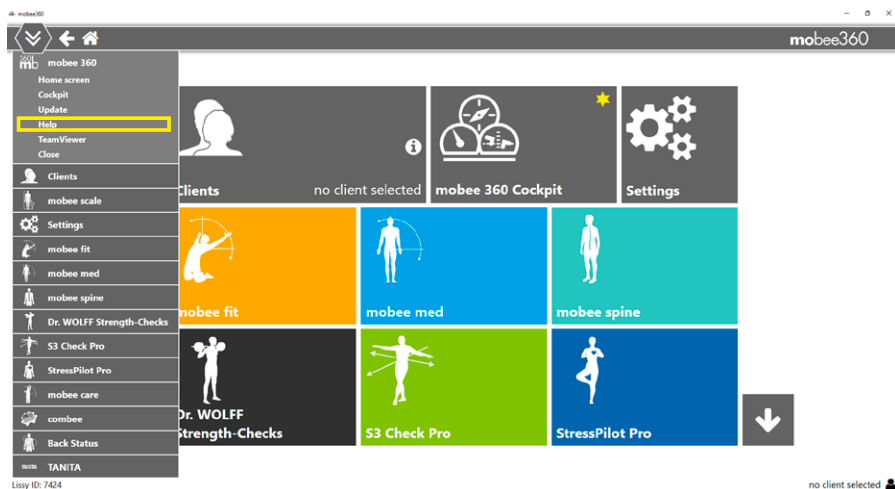 mobee360
mobee360
mobee 360
Home screen
Cockpit
Update
Help
TeamViewer
Close
Clients
mobee scale
Settings
mobee fit
mobee med
mobee spine
Dr. WOLFF Strength-Checks
S3 Check Pro
StressPilot Pro
mobee care
combee
Back Status
TANITA
TANITA
Clients
no client selected
mobee 360 Cockpit
Settings
mobee fit
mobee med
mobee spine
Dr. WOLFF
Strength-Checks
S3 Check Pro
StressPilot Pro
Lissy ID: 7424
no client selected